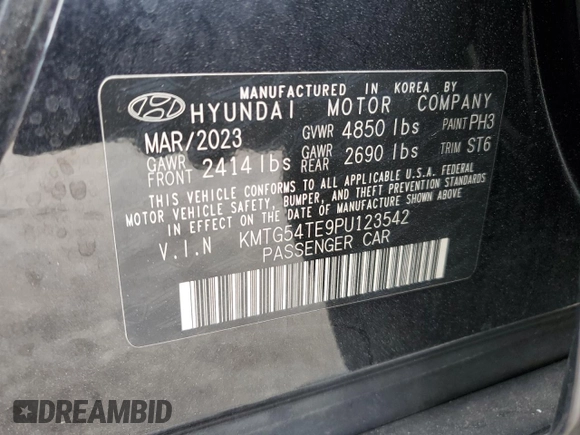 MANUFACTURED IN KOREA BY
HYUNDAI MOTOR COMPANY
MAR/2023 GVWR 4850 lbs PAINT PH3
GAWR FRONT 2414 lbs GAWR REAR 2690 lbs TRIM ST6
THIS VEHICLE CONFORMS TO ALL APPLICABLE U.S.A. FEDERAL
MOTOR VEHICLE SAFETY, BUMPER, AND THEFT PREVENTION STANDARDS
IN EFFECT ON THE DATE OF MANUFACTURE SHOWN ABOVE.
V.I.N KMTG54TE9PU123542
PASSENGER CAR
DREAMBID